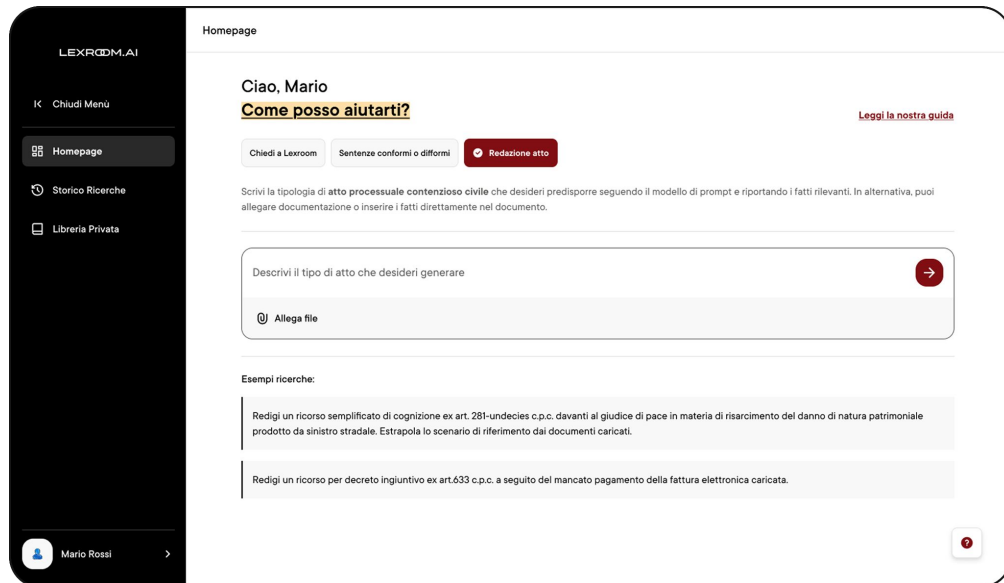 LEXROOM.AI
Chiudi Menù
Homepage
Storico Ricerche
Libreria Privata
Mario Rossi
Homepage
Ciao, Mario
Come posso aiutarti?
Leggi la nostra guida
Chiedi a Lexroom
Sentenze conformi o difformi
Redazione atto
Scrivi la tipologia di atto processuale contenzioso civile che desideri predisporre seguendo il modello di prompt e riportando i fatti rilevanti. In alternativa, puoi
allegare documentazione o inserire i fatti direttamente nel documento.
Descrivi il tipo di atto che desideri generare
Allega file
Esempi ricerche:
Redigi un ricorso semplificato di cognizione ex art. 281-undecies c.p.c. davanti al giudice di pace in materia di risarcimento del danno di natura patrimoniale
prodotto da sinistro stradale. Estrapola lo scenario di riferimento dai documenti caricati.
Redigi un ricorso per decreto ingiuntivo ex art.633 c.p.c. a seguito del mancato pagamento della fattura elettronica caricata.
?